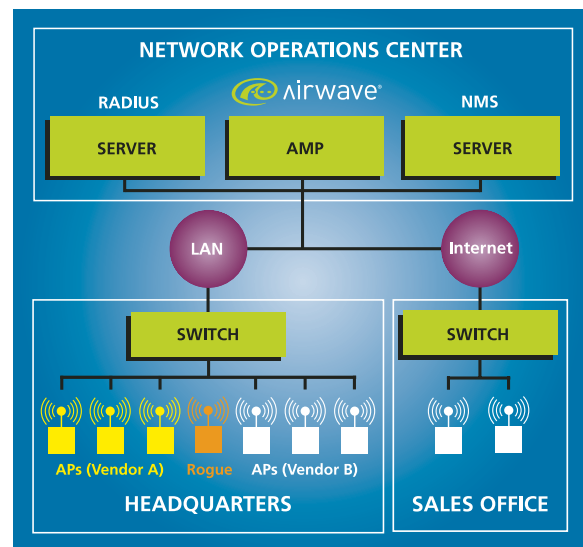 NETWORK OPERATIONS CENTER
RADIUS
airwave®
NMS
SERVER
AMP
SERVER
LAN
Internet
SWITCH
SWITCH
APs (Vendor A)
Rogue
APs (Vendor B)
HEADQUARTERS
SALES OFFICE